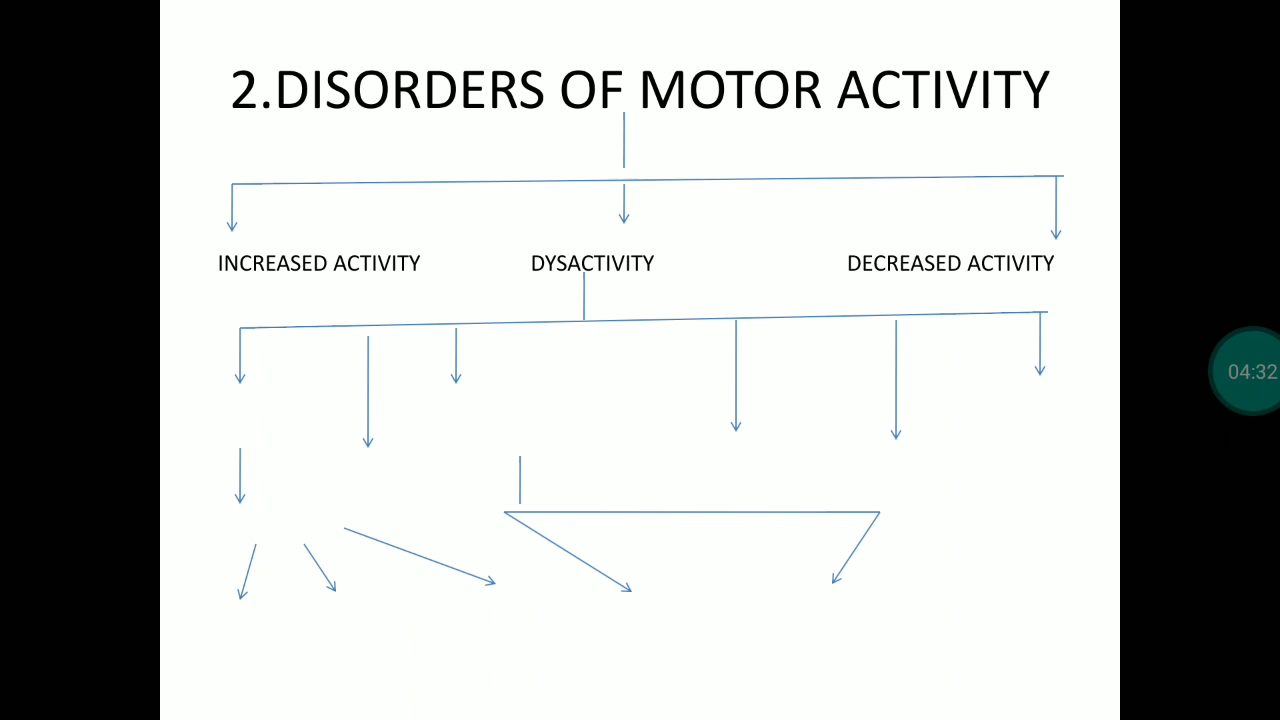 2.DISORDERS OF MOTOR ACTIVITY
INCREASED ACTIVITY DYSACTIVITY DECREASED ACTIVITY
04:32